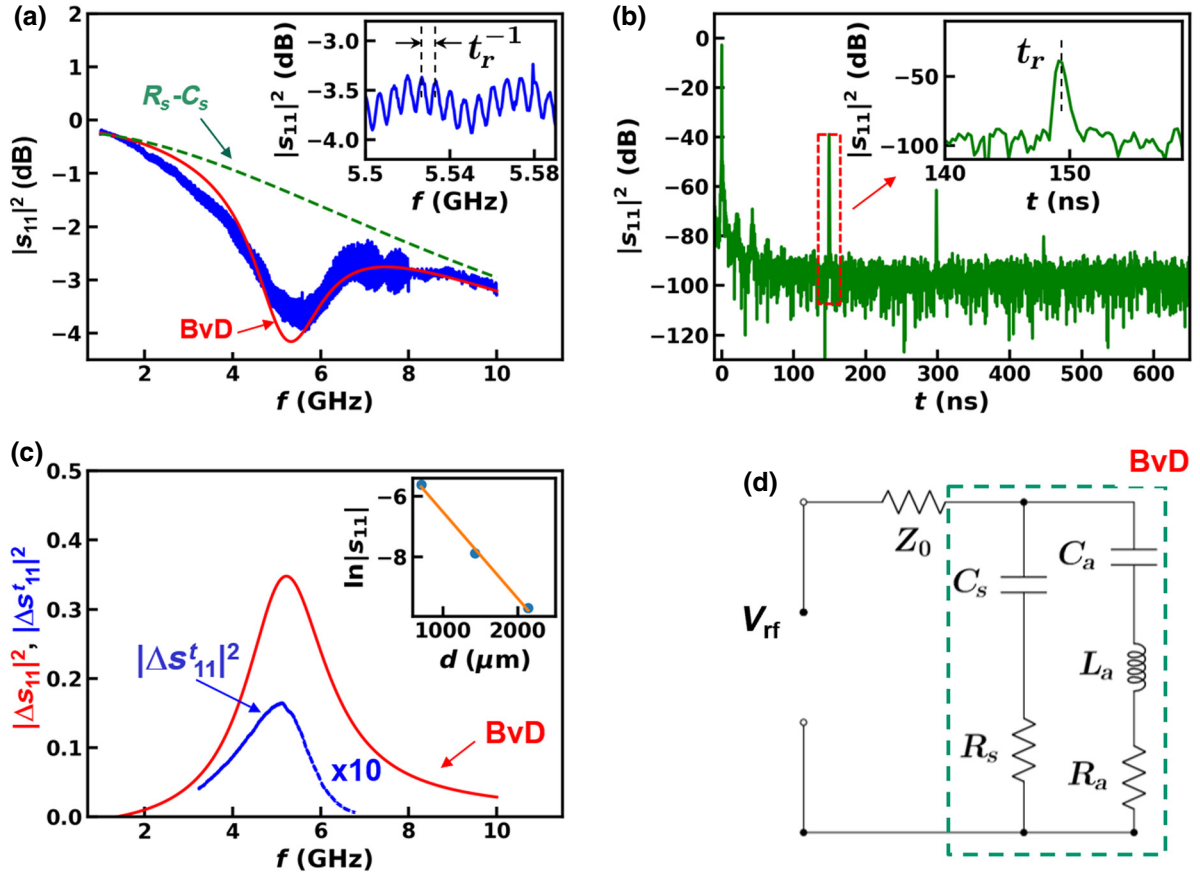 (a)
|s₁₁|² (dB)
2
1
0
−1
−2
−3
−4
2
4
6
8
10
f (GHz)
Rₛ-Cₛ
BvD
|s₁₁|² (dB)
−3.0
−3.5
−4.0
tᵣ⁻¹
5.5
5.54
5.58
f (GHz)
(b)
|s₁₁|² (dB)
0
−20
−40
−60
−80
−100
−120
0
100
200
300
400
500
600
t (ns)
|s₁₁|² (dB)
−50
−100
tᵣ
140
150
t (ns)
(c)
|Δs₁₁|², |Δsᵗ₁₁|²
0.5
0.4
0.3
0.2
0.1
0.0
2
4
6
8
10
f (GHz)
|Δsᵗ₁₁|²
x10
BvD
ln|s₁₁|
−6
−8
1000
2000
d (μm)
(d)
BvD
Z₀
Cₛ
Cₐ
V_rf
Lₐ
Rₛ
Rₐ